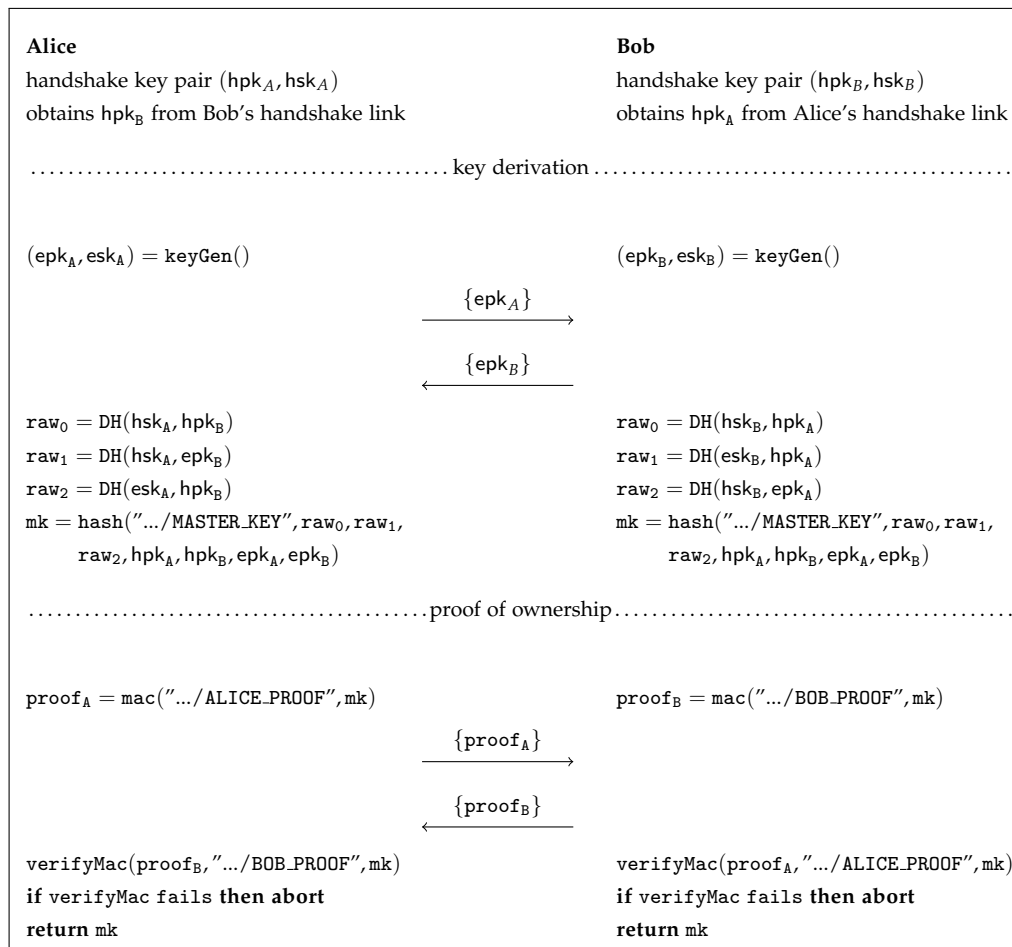 Alice Bob
handshake key pair (hpk_A, hsk_A) handshake key pair (hpk_B, hsk_B)
obtains hpk_B from Bob's handshake link obtains hpk_A from Alice's handshake link
key derivation
(epk_A, esk_A) = keyGen() (epk_B, esk_B) = keyGen()
{epk_A}
{epk_B}
raw_0 = DH(hsk_A, hpk_B) raw_0 = DH(hsk_B, hpk_A)
raw_1 = DH(hsk_A, epk_B) raw_1 = DH(esk_B, hpk_A)
raw_2 = DH(esk_A, hpk_B) raw_2 = DH(hsk_B, epk_A)
mk = hash(".../MASTER_KEY", raw_0, raw_1, mk = hash(".../MASTER_KEY", raw_0, raw_1,
raw_2, hpk_A, hpk_B, epk_A, epk_B) raw_2, hpk_A, hpk_B, epk_A, epk_B)
proof of ownership
proof_A = mac(".../ALICE_PROOF", mk) proof_B = mac(".../BOB_PROOF", mk)
{proof_A}
{proof_B}
verifyMac(proof_B, ".../BOB_PROOF", mk) verifyMac(proof_A, ".../ALICE_PROOF", mk)
if verifyMac fails then abort if verifyMac fails then abort
return mk return mk